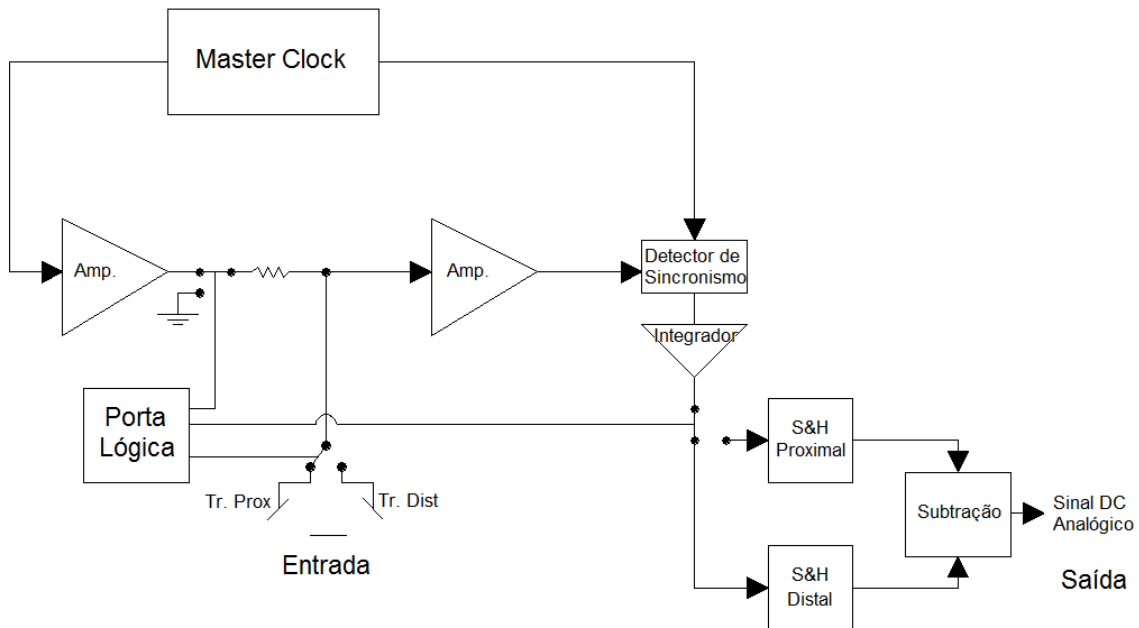 Master Clock
Amp.
Amp.
Detector de
Sincronismo
Integrador
Porta
Lógica
S&H
Proximal
Tr. Prox
Tr. Dist
Subtração
Sinal DC
Analógico
Entrada
S&H
Distal
Saída